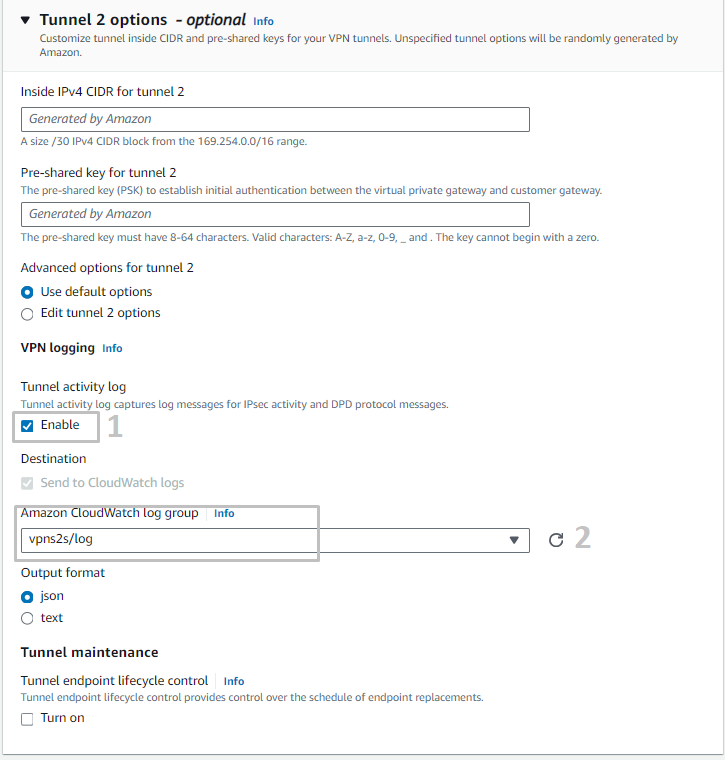 Tunnel 2 options - optional Info
Customize tunnel inside CIDR and pre-shared keys for your VPN tunnels. Unspecified tunnel options will be randomly generated by
Amazon.
Inside IPv4 CIDR for tunnel 2
Generated by Amazon
A size /30 IPv4 CIDR block from the 169.254.0.0/16 range.
Pre-shared key for tunnel 2
The pre-shared key (PSK) to establish initial authentication between the virtual private gateway and customer gateway.
Generated by Amazon
The pre-shared key must have 8-64 characters. Valid characters: A-Z, a-z, 0-9, _ and . The key cannot begin with a zero.
Advanced options for tunnel 2
Use default options
Edit tunnel 2 options
VPN logging Info
Tunnel activity log
Tunnel activity log captures log messages for IPsec activity and DPD protocol messages.
Enable 1
Destination
Send to CloudWatch logs
Amazon CloudWatch log group Info
vpns2s/log 2
Output format
json
text
Tunnel maintenance
Tunnel endpoint lifecycle control Info
Tunnel endpoint lifecycle control provides control over the schedule of endpoint replacements.
Turn on